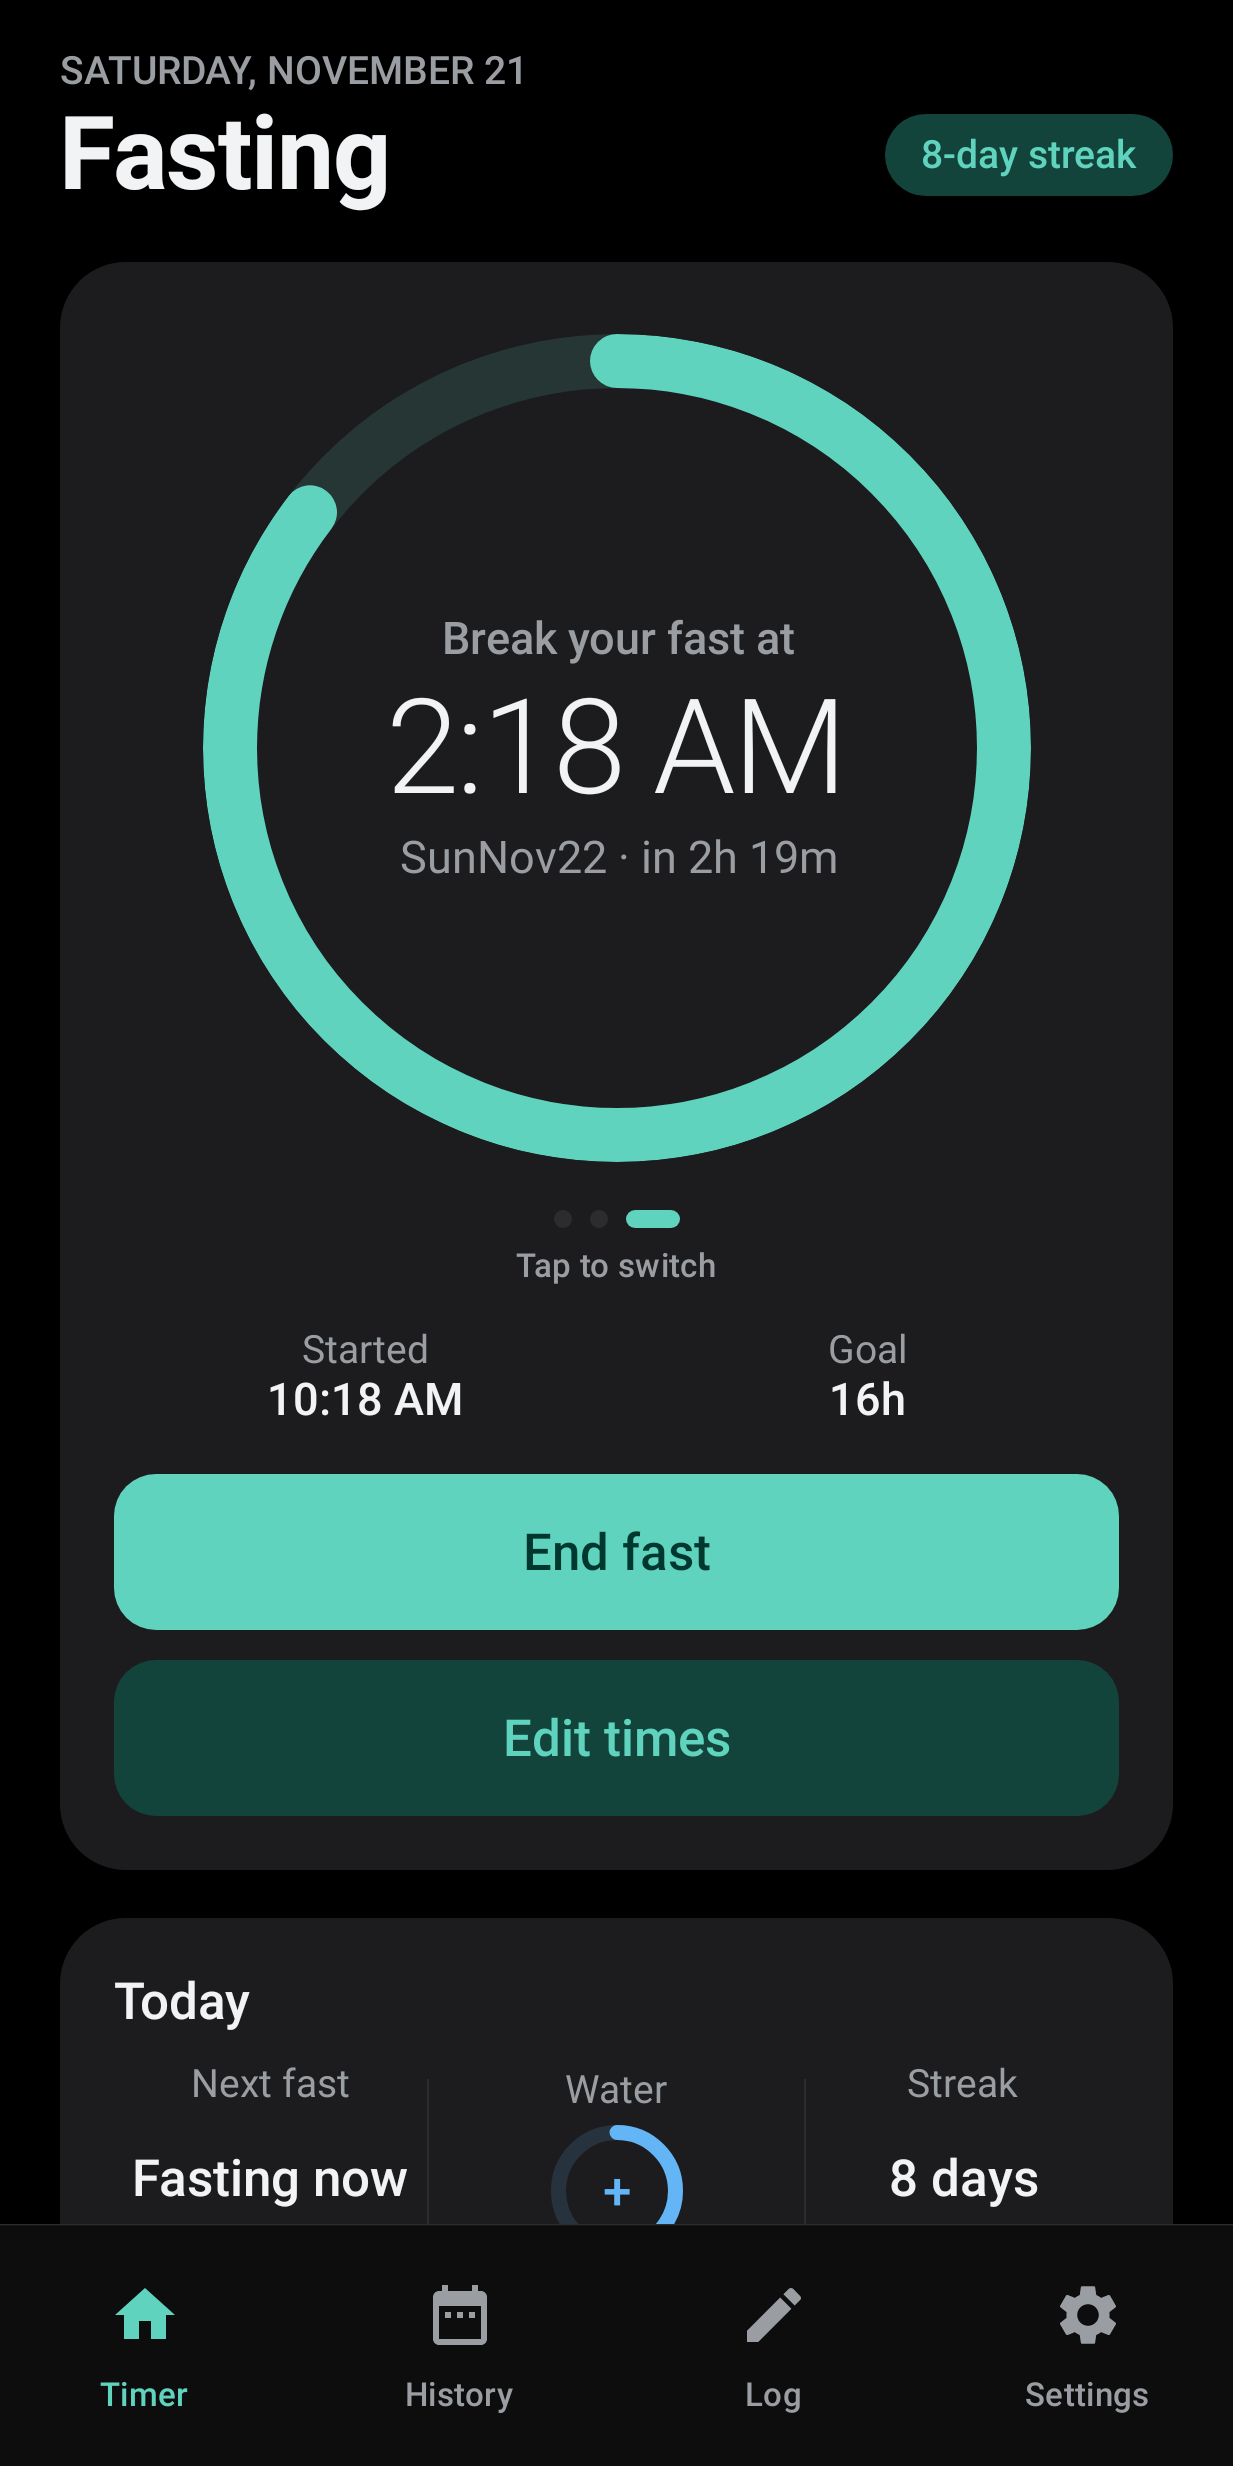 SATURDAY, NOVEMBER 21
Fasting
8-day streak
Break your fast at
2:18 AM
SunNov22 · in 2h 19m
Tap to switch
Started
10:18 AM
Goal
16h
End fast
Edit times
Today
Next fast
Fasting now
Water
+
Streak
8 days
Timer
History
Log
Settings